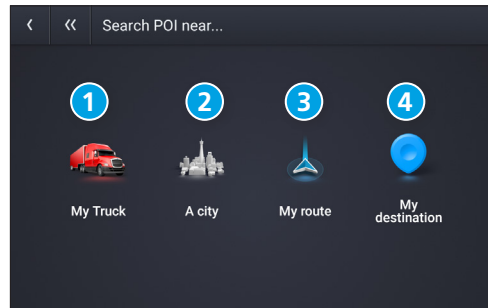 Search POI near...
1 2 3 4
My Truck A city My route My
destination